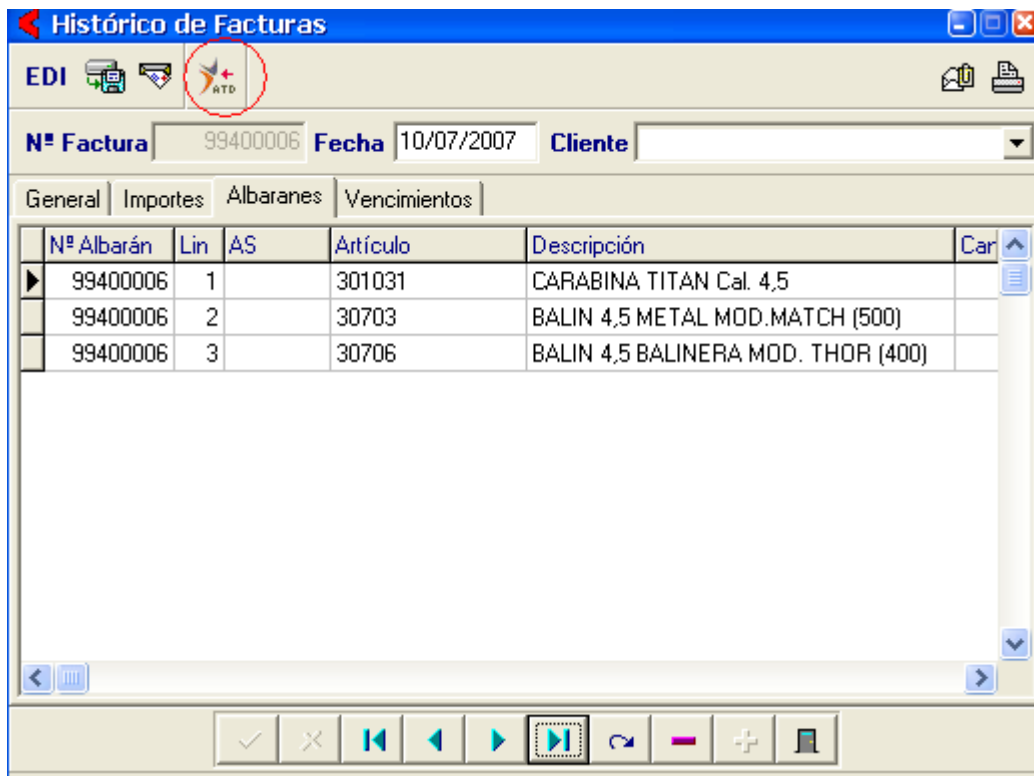 Histórico de Facturas
EDI ATD
Nº Factura 99400006 Fecha 10/07/2007 Cliente
General Importes Albaranes Vencimientos
Nº Albarán Lin AS Artículo Descripción Can
99400006 1 301031 CARABINA TITAN Cal. 4,5
99400006 2 30703 BALIN 4,5 METAL MOD.MATCH (500)
99400006 3 30706 BALIN 4,5 BALINERA MOD. THOR (400)